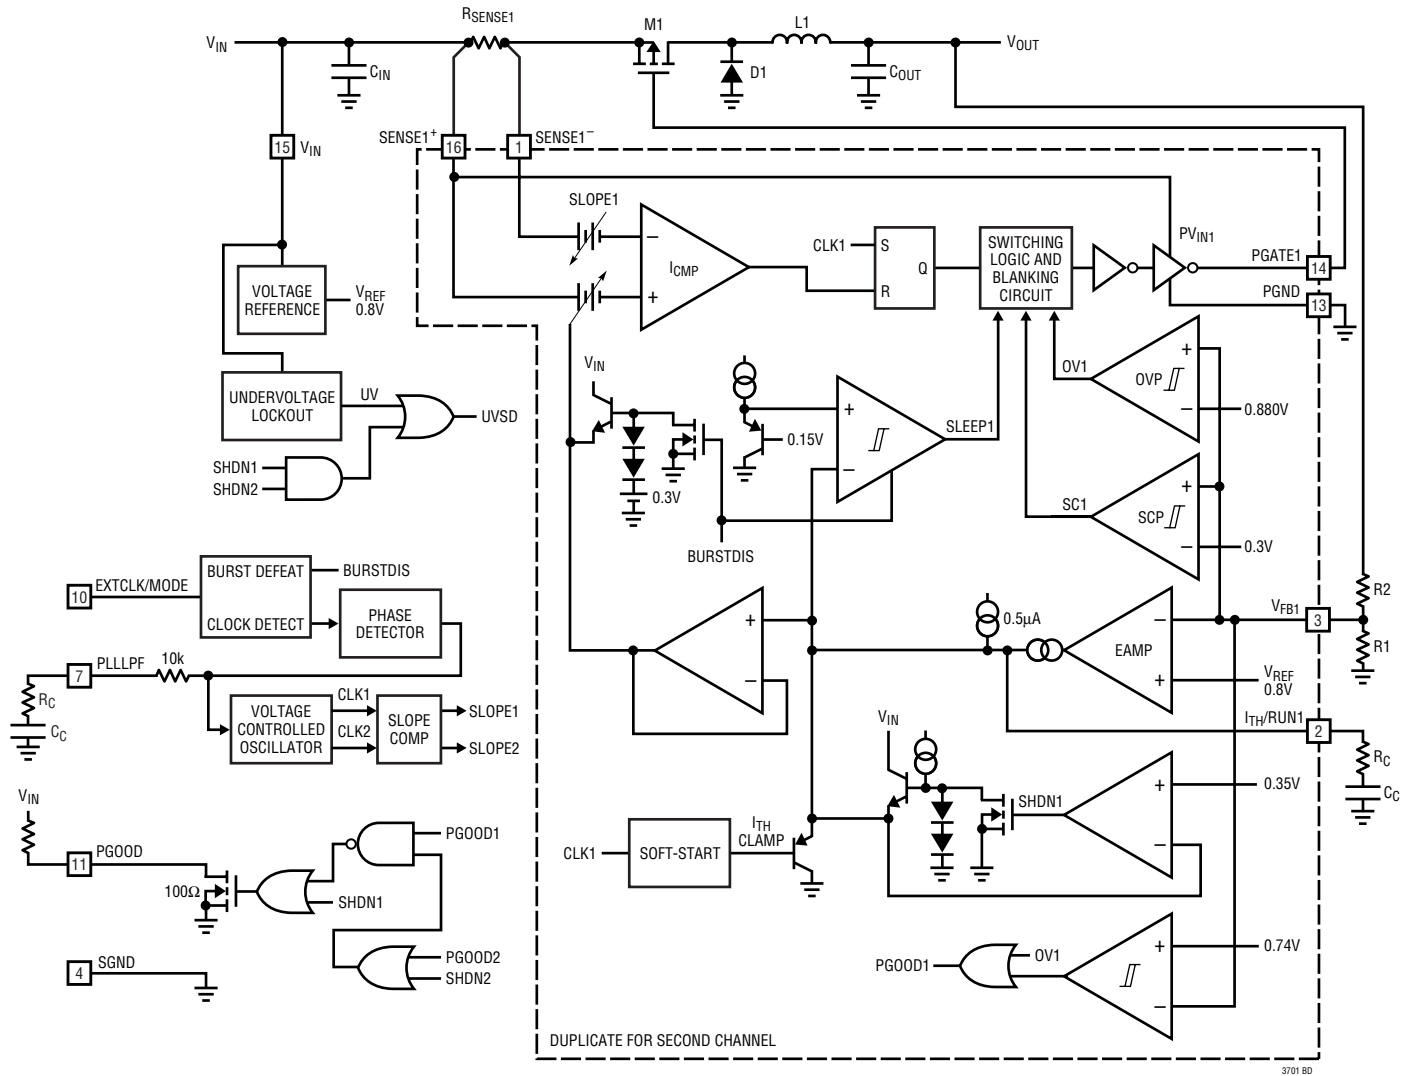 RSENSE1
M1
L1
VIN
VOUT
CIN
D1
COUT
SENSE1+
SENSE1−
15
VIN
16
1
SLOPE1
PVIN1
CLK1
S
Q
R
SWITCHING
LOGIC AND
BLANKING
CIRCUIT
−
ICMP
+
PGATE1
14
PGND
13
VOLTAGE
REFERENCE
VREF
0.8V
UNDERVOLTAGE
LOCKOUT
UV
UVSD
SHDN1
SHDN2
VIN
0.3V
0.15V
+
−
SLEEP1
BURSTDIS
OV1
+
OVP
−
0.880V
SC1
+
SCP
−
0.3V
10
EXTCLK/MODE
BURST DEFEAT
BURSTDIS
CLOCK DETECT
PHASE
DETECTOR
7
PLLLPF
10k
RC
CC
VOLTAGE
CONTROLLED
OSCILLATOR
CLK1
CLK2
SLOPE
COMP
SLOPE1
SLOPE2
+
−
0.5µA
−
EAMP
+
VFB1
3
R2
R1
VREF
0.8V
ITH/RUN1
2
RC
CC
VIN
SHDN1
+
−
0.35V
CLK1
SOFT-START
ITH
CLAMP
VIN
11
PGOOD
100Ω
PGOOD1
SHDN1
PGOOD2
SHDN2
4
SGND
PGOOD1
OV1
+
−
0.74V
DUPLICATE FOR SECOND CHANNEL
3701 BD